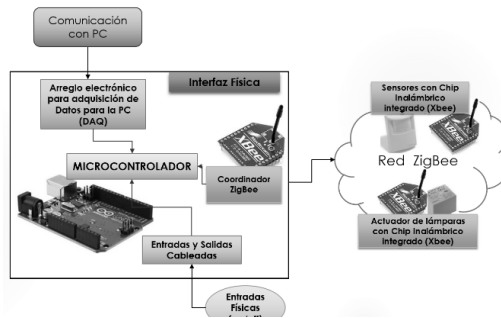 Comunicación
con PC
Interfaz Física
Arreglo electrónico
para adquisición de
Datos para la PC
(DAQ)
MICROCONTROLADOR
XBee
Coordinador
ZigBee
Entradas y Salidas
Cableadas
Entradas
Físicas
Sensores con Chip
Inalámbrico
integrado (Xbee)
Red ZigBee
Actuador de lámparas
con Chip Inalámbrico
Integrado (Xbee)